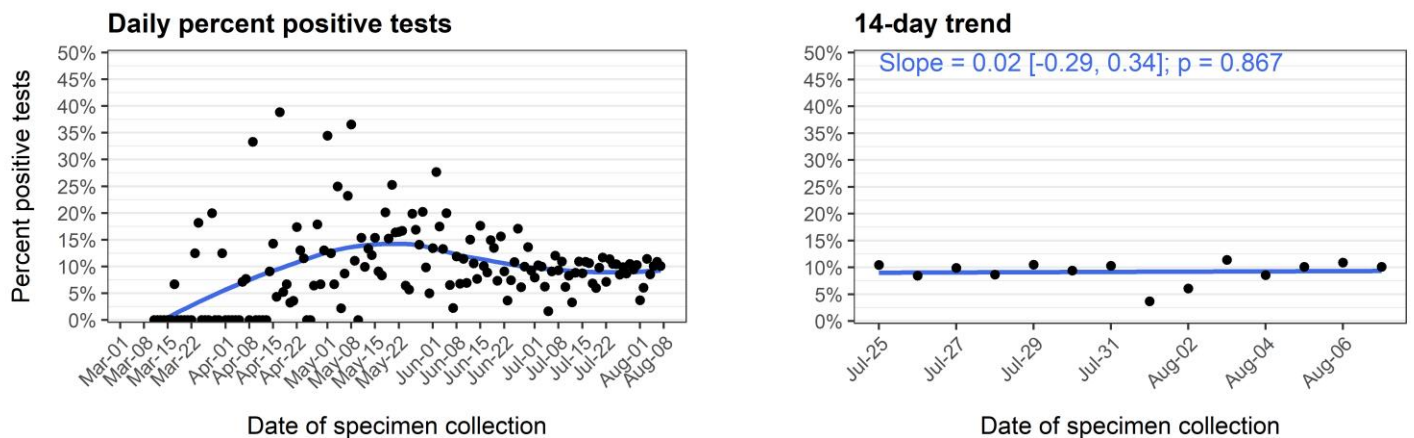 Daily percent positive tests
50%
45%
40%
35%
30%
25%
20%
15%
10%
5%
0%
Percent positive tests
Mar-01
Mar-08
Mar-15
Mar-22
Apr-01
Apr-08
Apr-15
Apr-22
May-01
May-08
May-15
May-22
Jun-01
Jun-08
Jun-15
Jun-22
Jul-01
Jul-08
Jul-15
Jul-22
Aug-01
Aug-08
Date of specimen collection
14-day trend
Slope = 0.02 [-0.29, 0.34]; p = 0.867
50%
45%
40%
35%
30%
25%
20%
15%
10%
5%
0%
Jul-25
Jul-27
Jul-29
Jul-31
Aug-02
Aug-04
Aug-06
Date of specimen collection